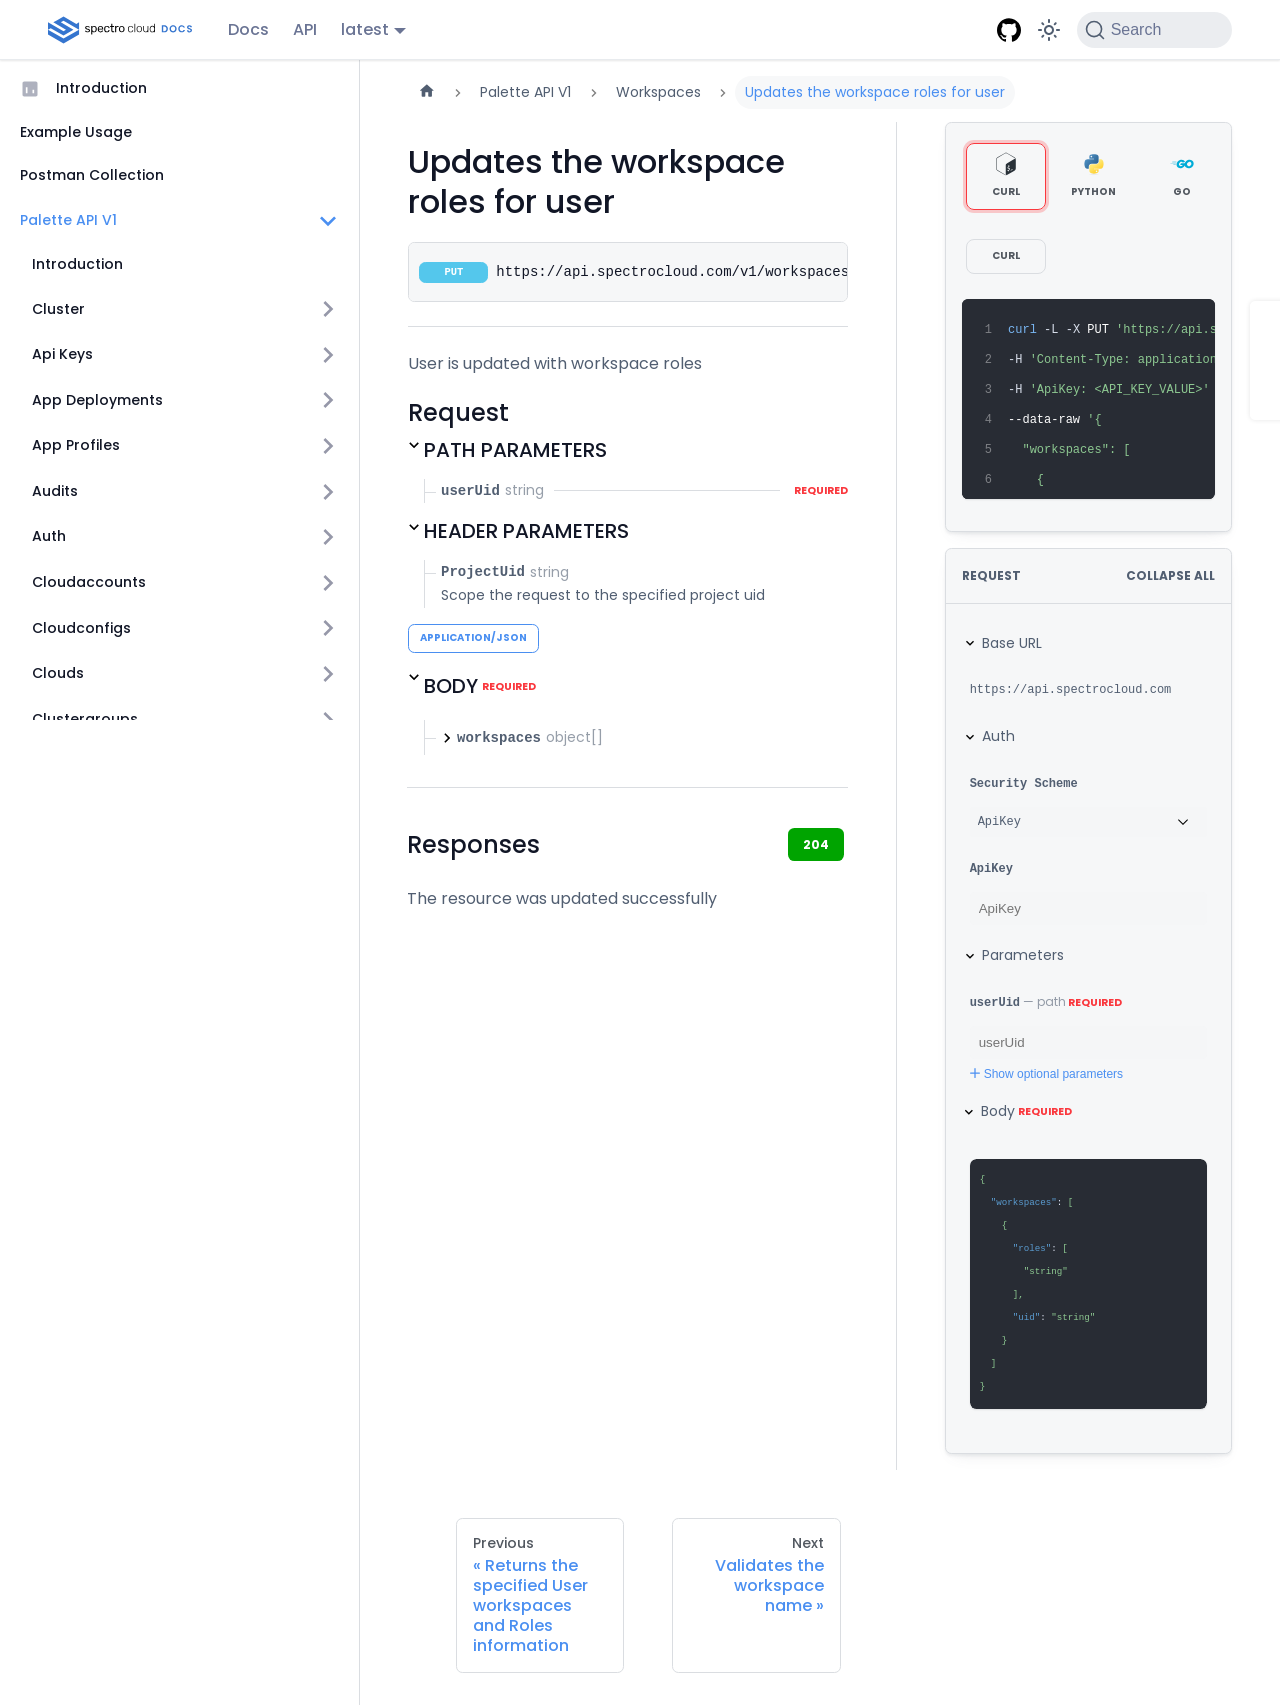 spectro cloud DOCS
Docs
API
latest
Search
Introduction
Example Usage
Postman Collection
Palette API V1
Introduction
Cluster
Api Keys
App Deployments
App Profiles
Audits
Auth
Cloudaccounts
Cloudconfigs
Clouds
Clustergroups
Palette API V1
Workspaces
Updates the workspace roles for user
Updates the workspace
roles for user
PUT https://api.spectrocloud.com/v1/workspaces
User is updated with workspace roles
Request
PATH PARAMETERS
userUid string REQUIRED
HEADER PARAMETERS
ProjectUid string
Scope the request to the specified project uid
APPLICATION/JSON
BODY REQUIRED
workspaces object[]
Responses
204
The resource was updated successfully
CURL
PYTHON
GO
CURL
1 curl -L -X PUT 'https://api.s
2 -H 'Content-Type: application
3 -H 'ApiKey: <API_KEY_VALUE>'
4 --data-raw '{
5 "workspaces": [
6 {
REQUEST
COLLAPSE ALL
Base URL
https://api.spectrocloud.com
Auth
Security Scheme
ApiKey
ApiKey
ApiKey
Parameters
userUid — path REQUIRED
userUid
Show optional parameters
Body REQUIRED
{
"workspaces": [
{
"roles": [
"string"
],
"uid": "string"
}
]
}
Previous
« Returns the
specified User
workspaces
and Roles
information
Next
Validates the
workspace
name »